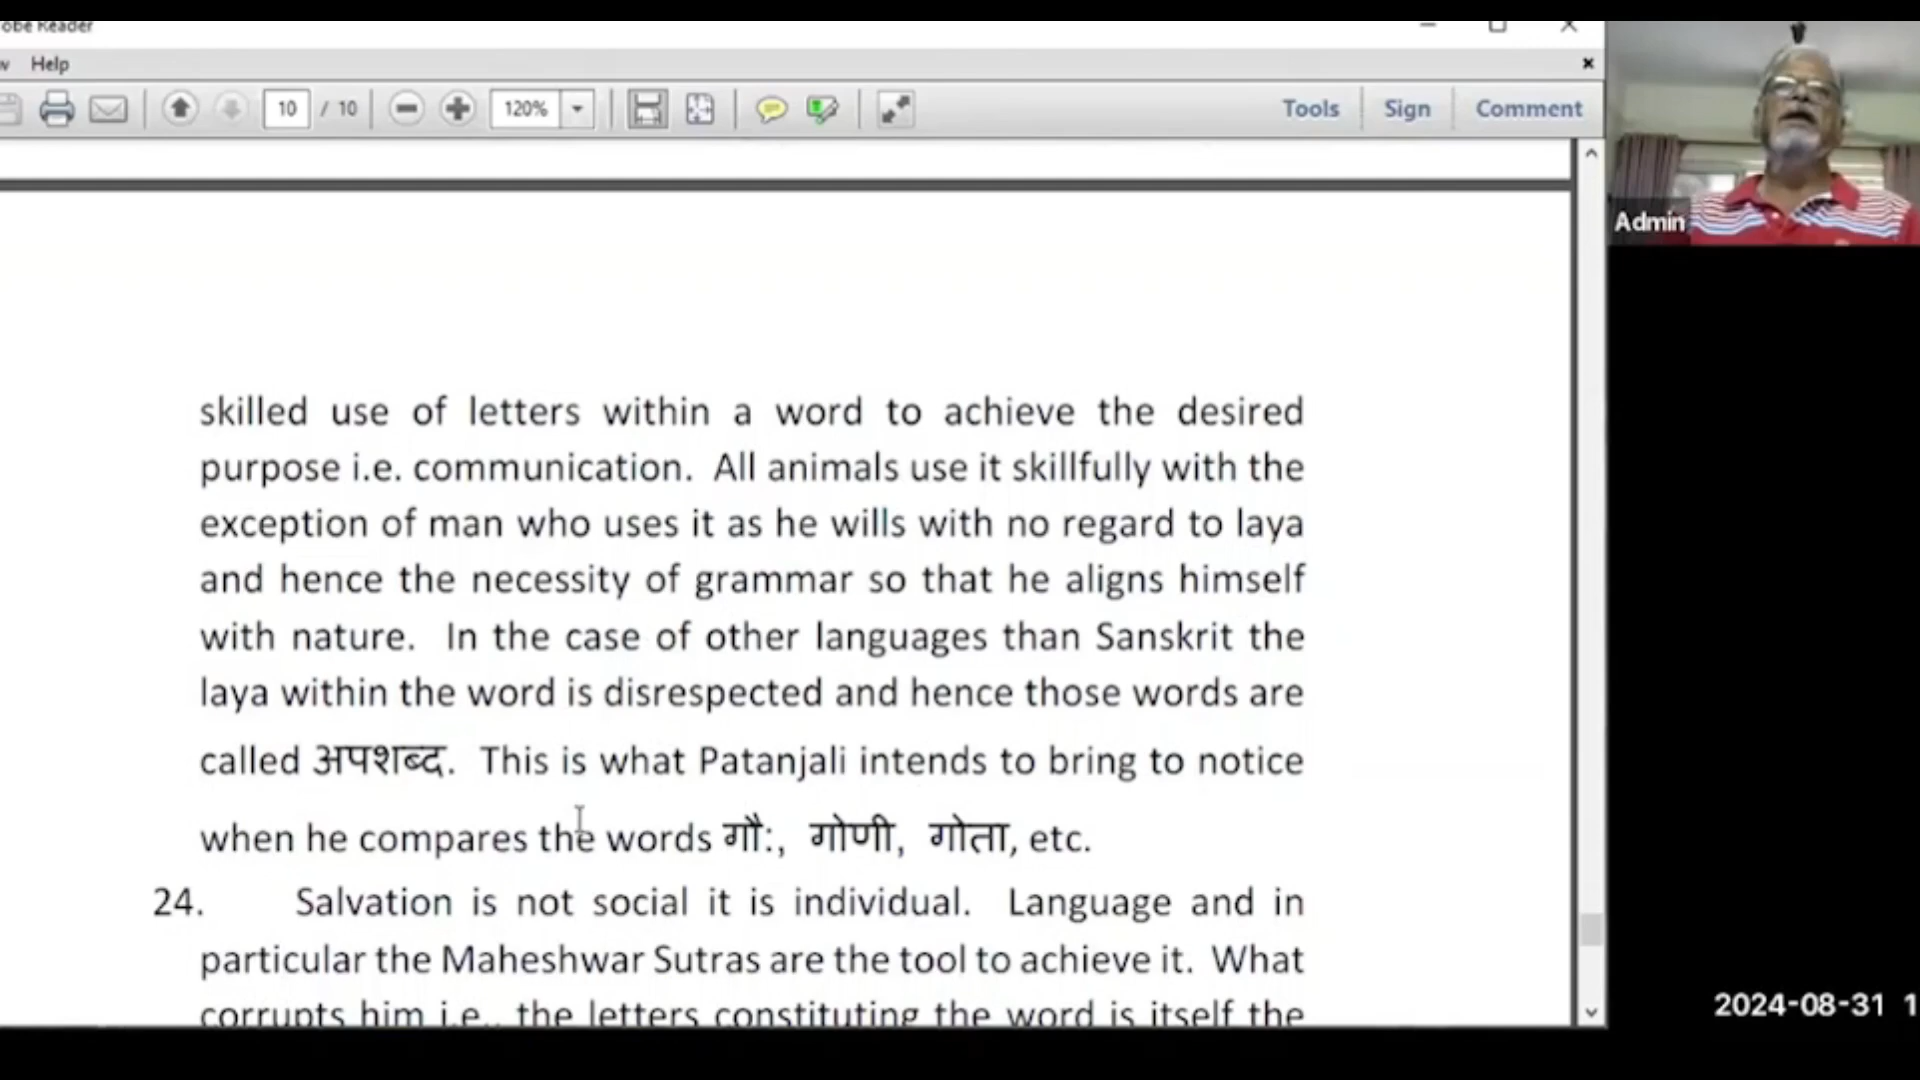 obe Reader
w Help
10 / 10 120% Tools Sign Comment
Admin
skilled use of letters within a word to achieve the desired
purpose i.e. communication. All animals use it skillfully with the
exception of man who uses it as he wills with no regard to laya
and hence the necessity of grammar so that he aligns himself
with nature. In the case of other languages than Sanskrit the
laya within the word is disrespected and hence those words are
called अपशब्द. This is what Patanjali intends to bring to notice
when he compares the words गौ:, गोणी, गोता, etc.
24. Salvation is not social it is individual. Language and in
particular the Maheshwar Sutras are the tool to achieve it. What
corrupts him i.e., the letters constituting the word is itself the
2024-08-31 1